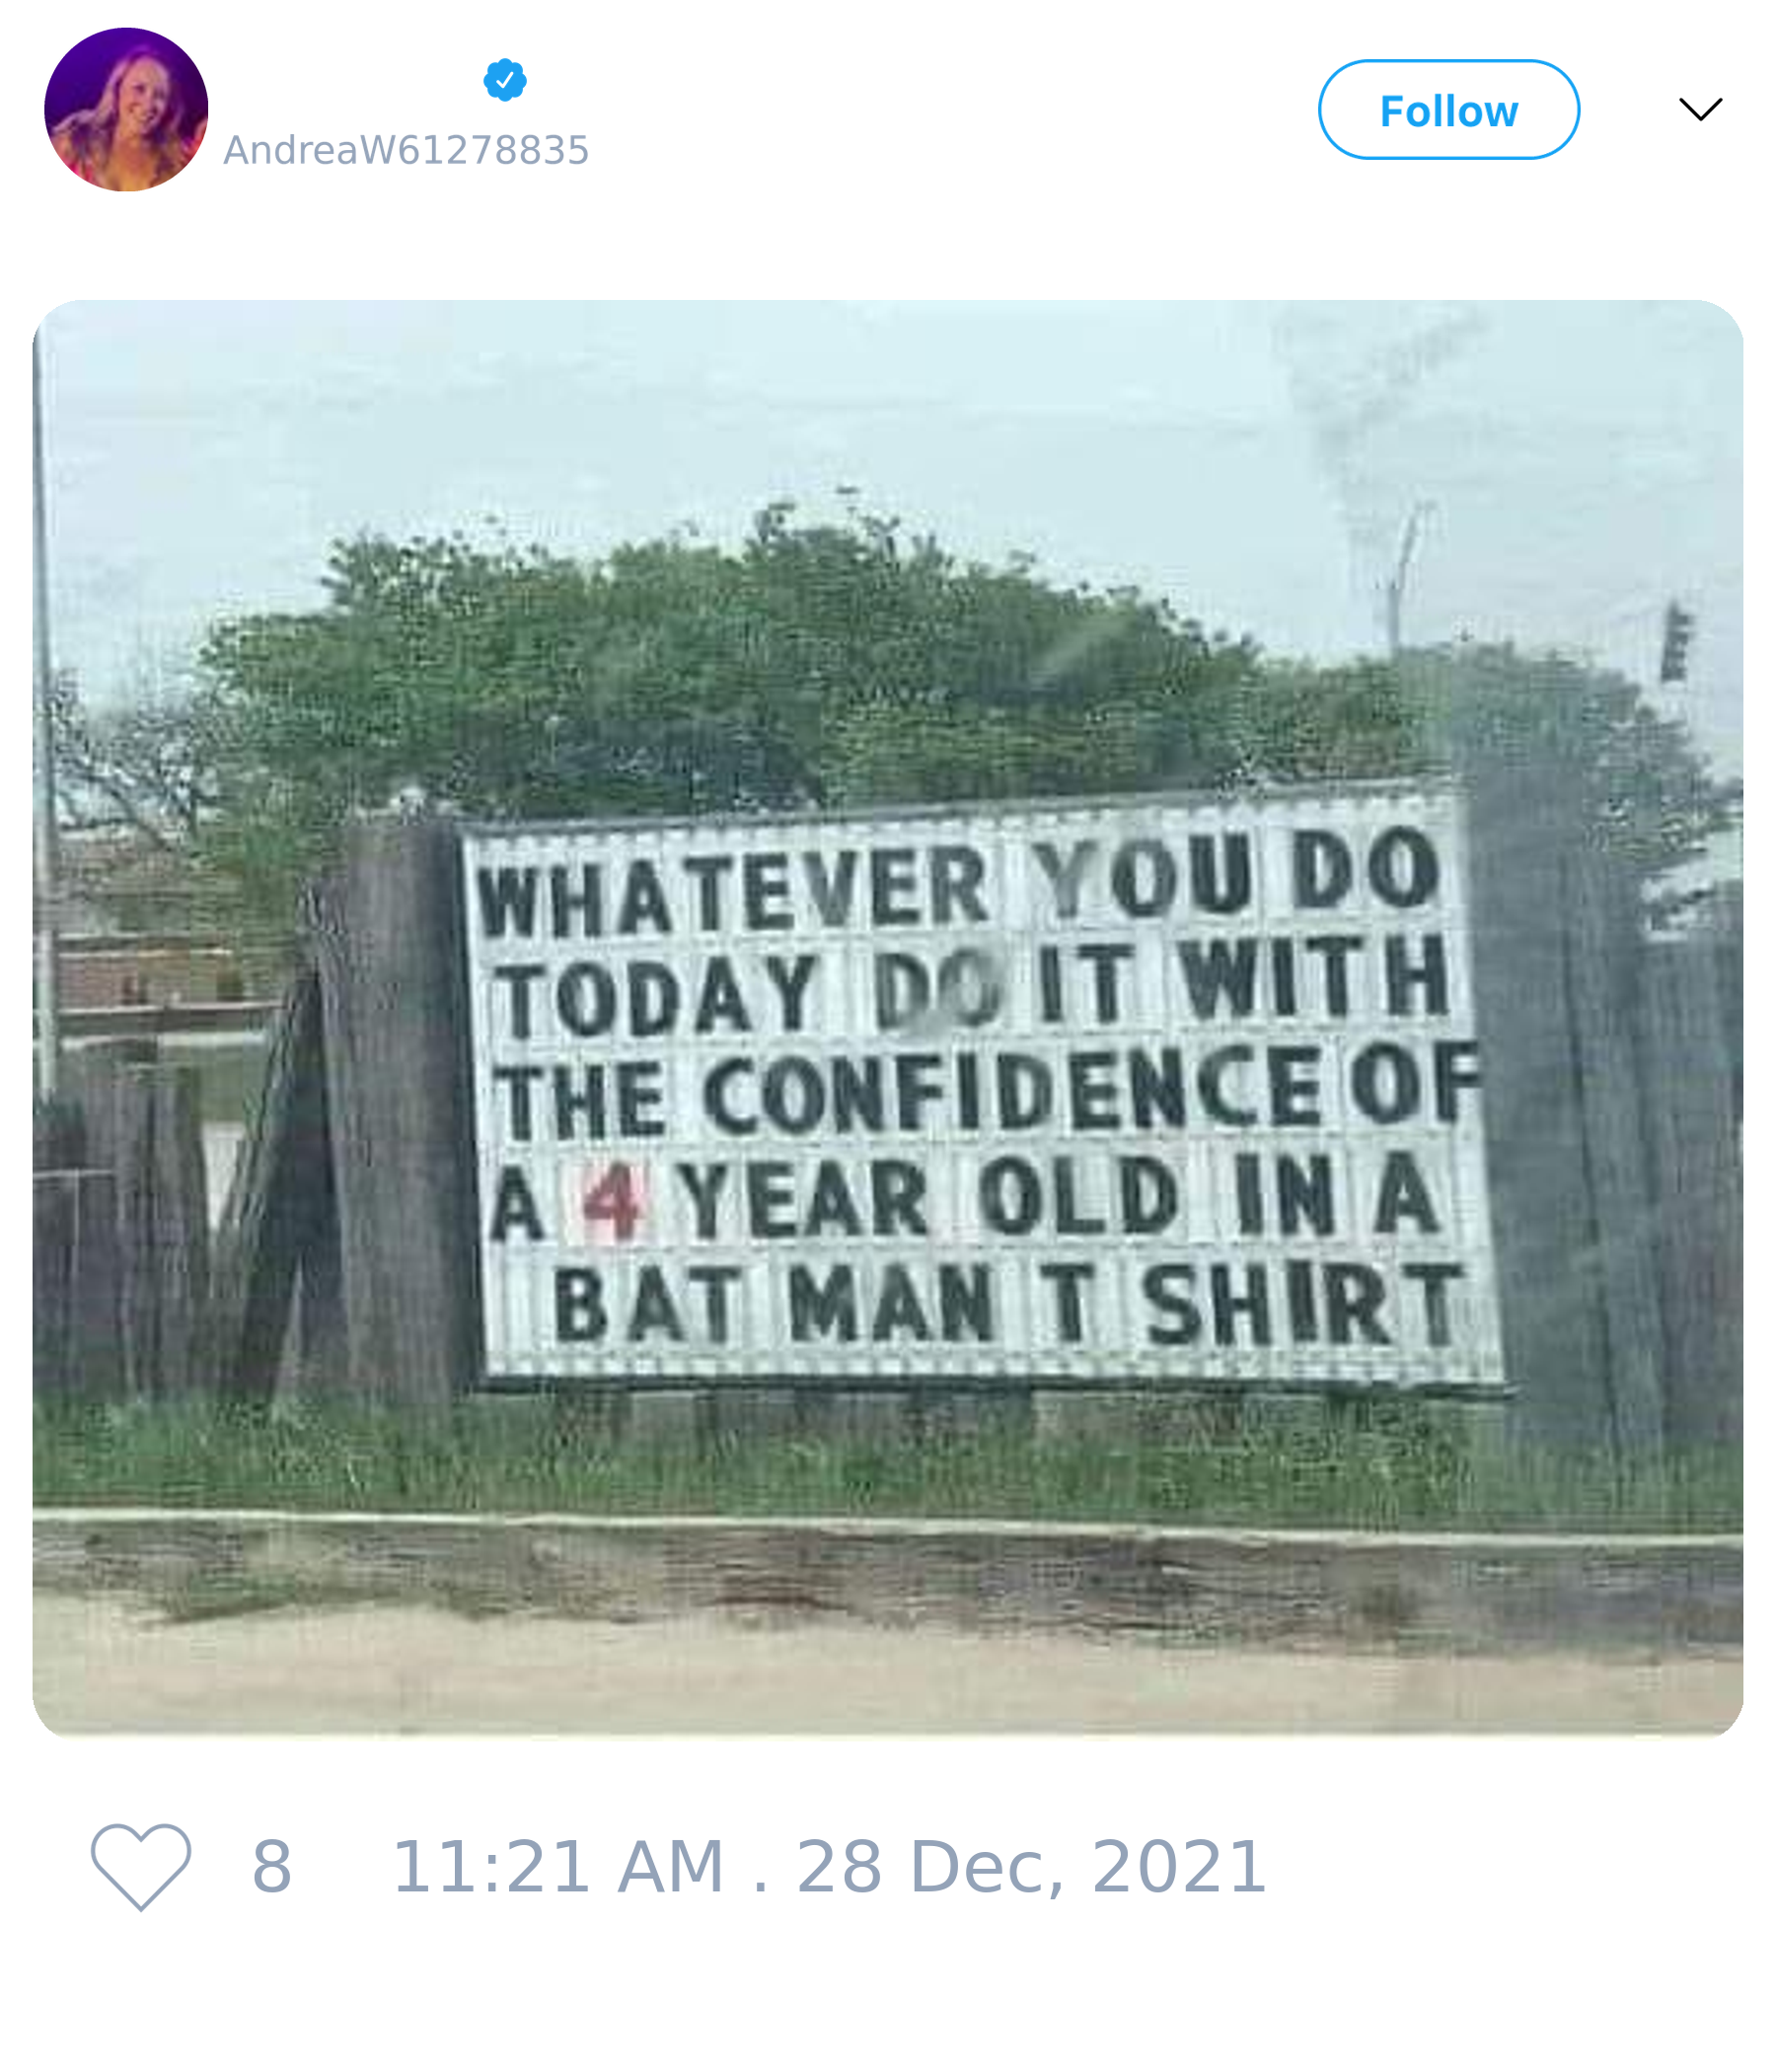 AndreaW61278835
Follow
WHATEVER YOU DO
TODAY DO IT WITH
THE CONFIDENCE OF
A 4 YEAR OLD IN A
BAT MAN T SHIRT
8 11:21 AM . 28 Dec, 2021